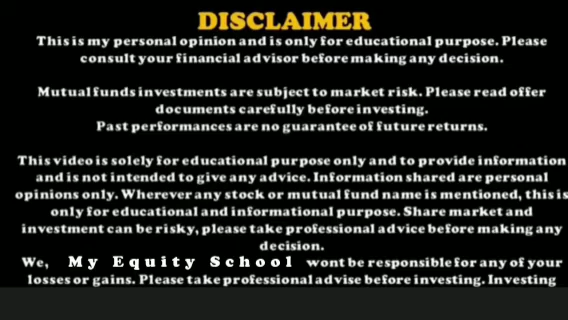 DISCLAIMER
This is my personal opinion and is only for educational purpose. Please
consult your financial advisor before making any decision.
Mutual funds investments are subject to market risk. Please read offer
documents carefully before investing.
Past performances are no guarantee of future returns.
This video is solely for educational purpose only and to provide information
and is not intended to give any advice. Information shared are personal
opinions only. Wherever any stock or mutual fund name is mentioned, this is
only for educational and informational purpose. Share market and
investment can be risky, please take professional advice before making any
decision.
We, My Equity School wont be responsible for any of your
losses or gains. Please take professional advise before investing. Investing